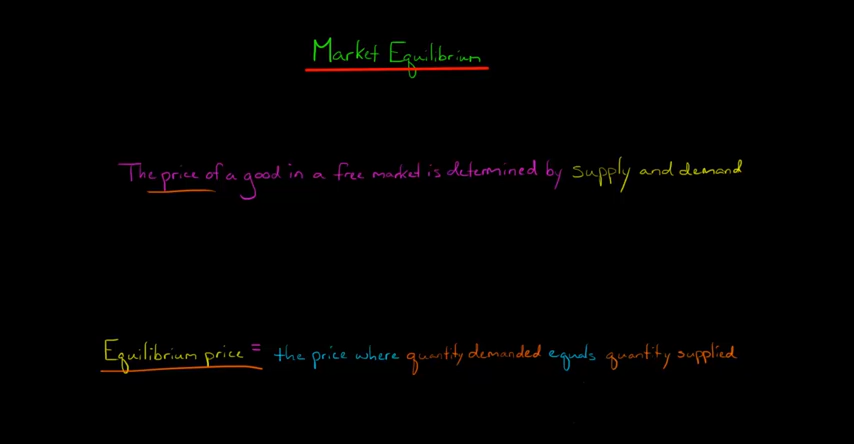 Market Equilibrium
The price of a good in a free market is determined by supply and demand
Equilibrium price = the price where quantity demanded equals quantity supplied